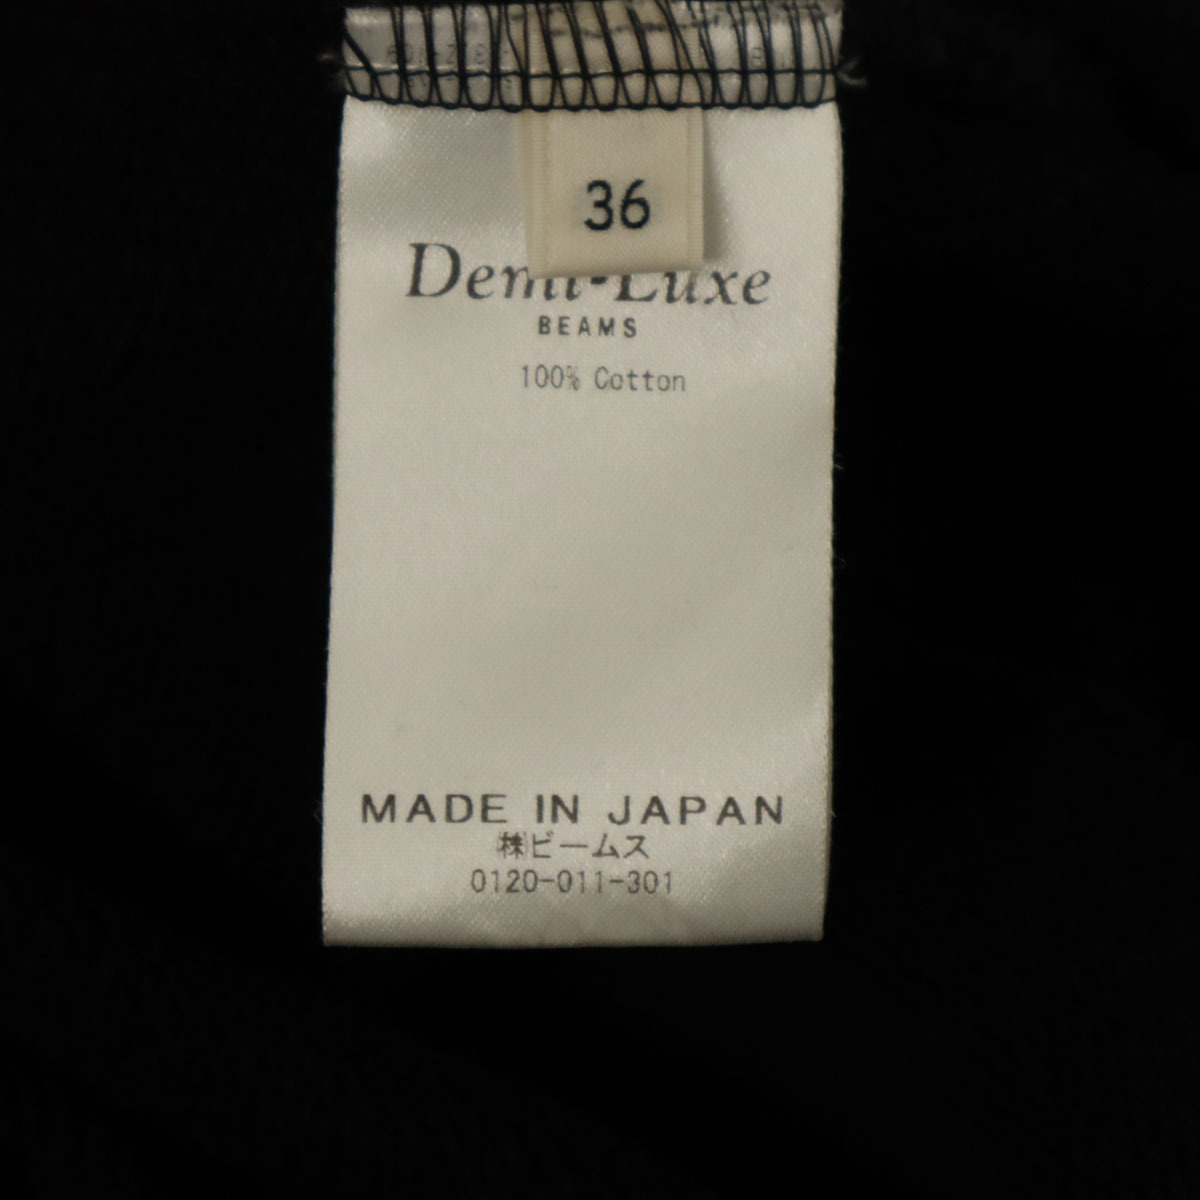 36
Demi-Luxe
BEAMS
100% Cotton
MADE IN JAPAN
㈱ビームス
0120-011-301